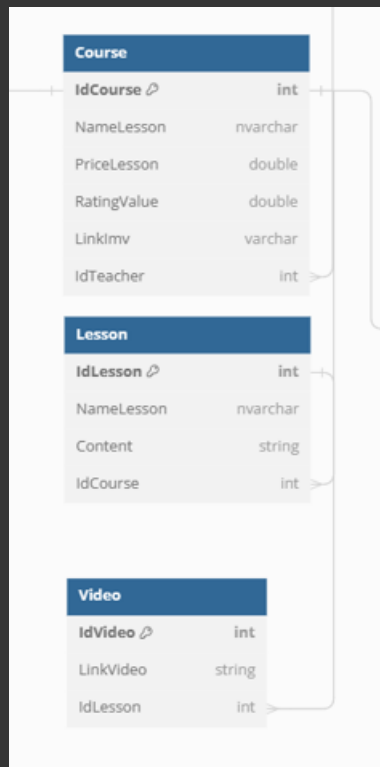 Course
IdCourse int
NameLesson nvarchar
PriceLesson double
RatingValue double
LinkImv varchar
IdTeacher int
Lesson
IdLesson int
NameLesson nvarchar
Content string
IdCourse int
Video
IdVideo int
LinkVideo string
IdLesson int